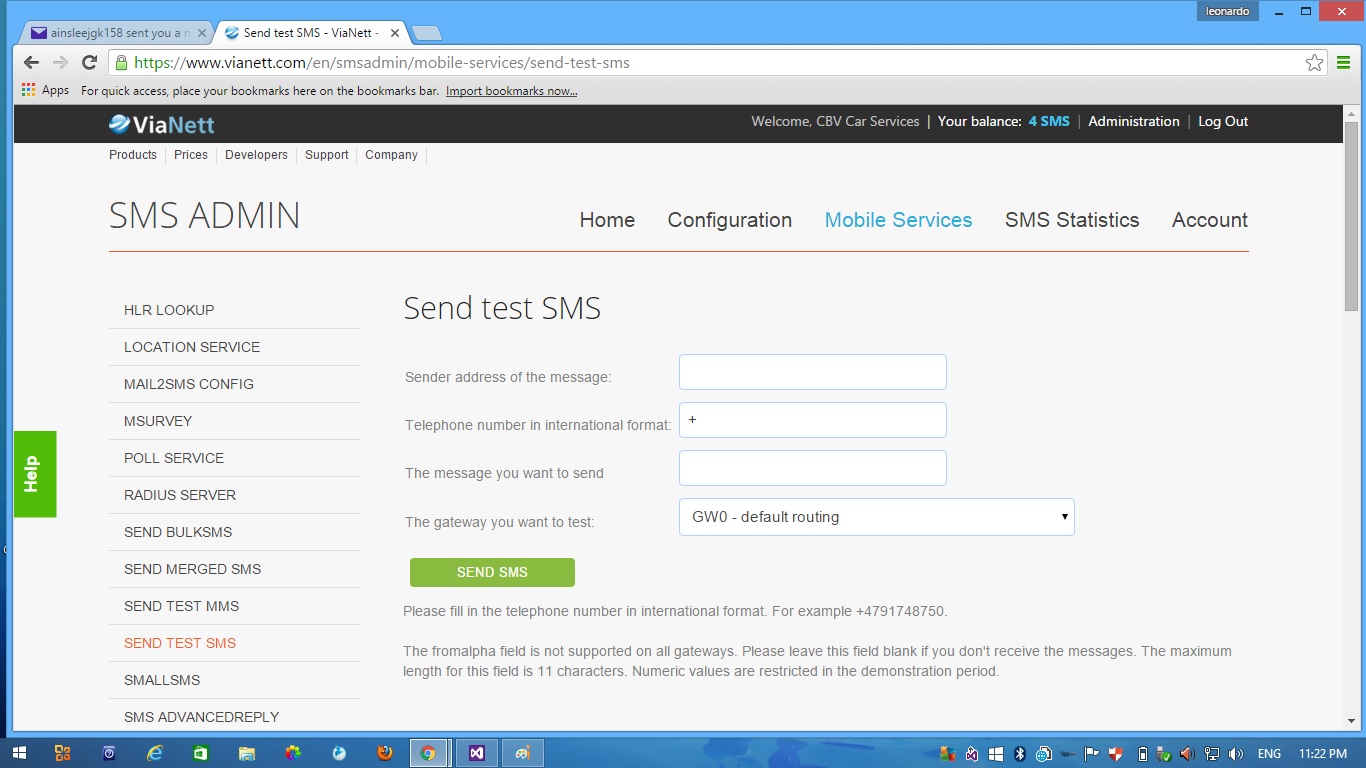 leonardo
ainsleejgk158 sent you a n
Send test SMS - ViaNett -
https://www.vianett.com/en/smsadmin/mobile-services/send-test-sms
Apps For quick access, place your bookmarks here on the bookmarks bar. Import bookmarks now...
ViaNett
Welcome, CBV Car Services | Your balance: 4 SMS | Administration | Log Out
Products | Prices | Developers | Support | Company |
SMS ADMIN
Home Configuration Mobile Services SMS Statistics Account
HLR LOOKUP
LOCATION SERVICE
MAIL2SMS CONFIG
MSURVEY
POLL SERVICE
RADIUS SERVER
SEND BULKSMS
SEND MERGED SMS
SEND TEST MMS
SEND TEST SMS
SMALLSMS
SMS ADVANCEDREPLY
Help
Send test SMS
Sender address of the message:
Telephone number in international format: +
The message you want to send
The gateway you want to test: GW0 - default routing
SEND SMS
Please fill in the telephone number in international format. For example +4791748750.
The fromalpha field is not supported on all gateways. Please leave this field blank if you don't receive the messages. The maximum
length for this field is 11 characters. Numeric values are restricted in the demonstration period.
ENG 11:22 PM